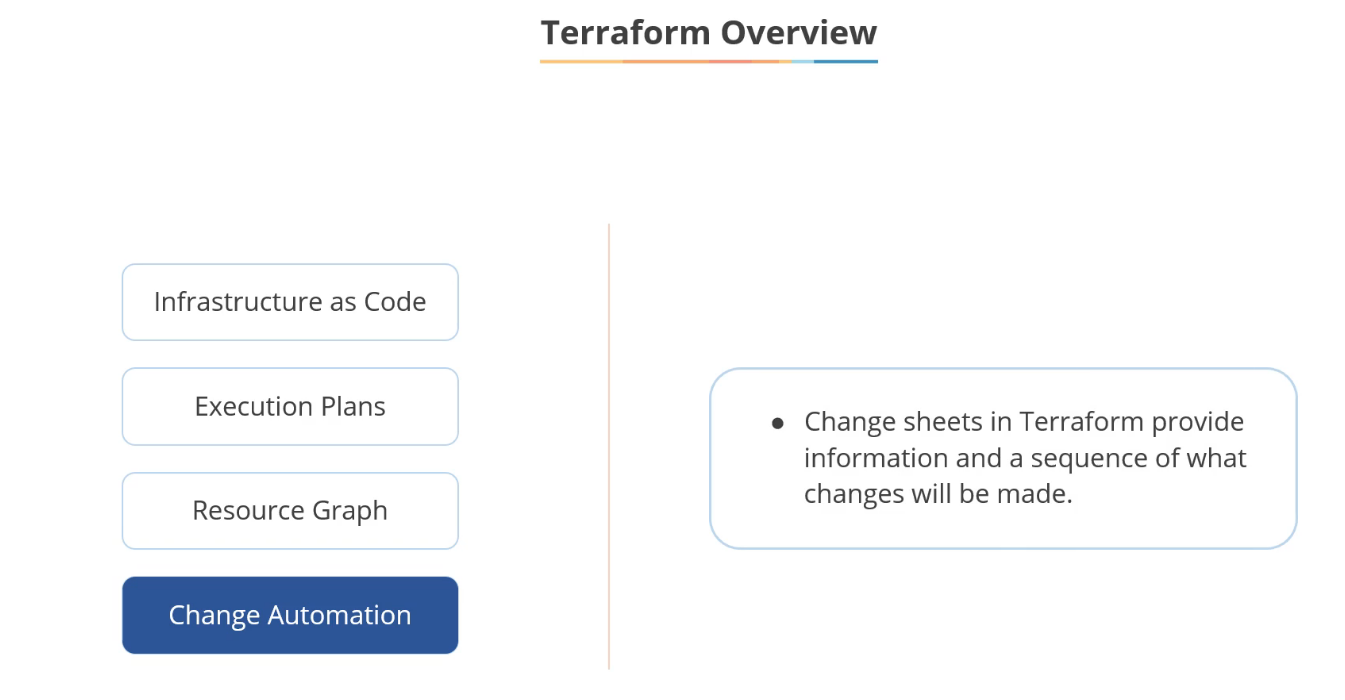 Terraform Overview
Infrastructure as Code
Execution Plans
Resource Graph
Change Automation
● Change sheets in Terraform provide
information and a sequence of what
changes will be made.